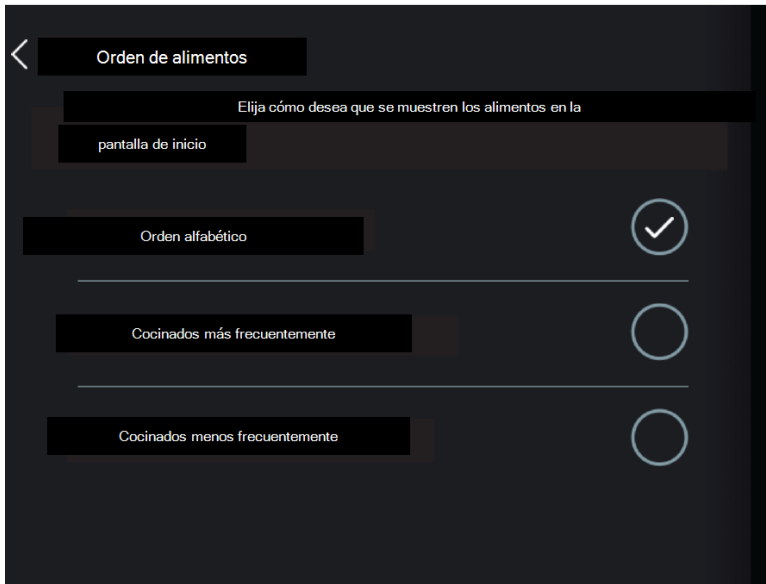 Orden de alimentos
Elija cómo desea que se muestren los alimentos en la
pantalla de inicio
Orden alfabético
Cocinados más frecuentemente
Cocinados menos frecuentemente